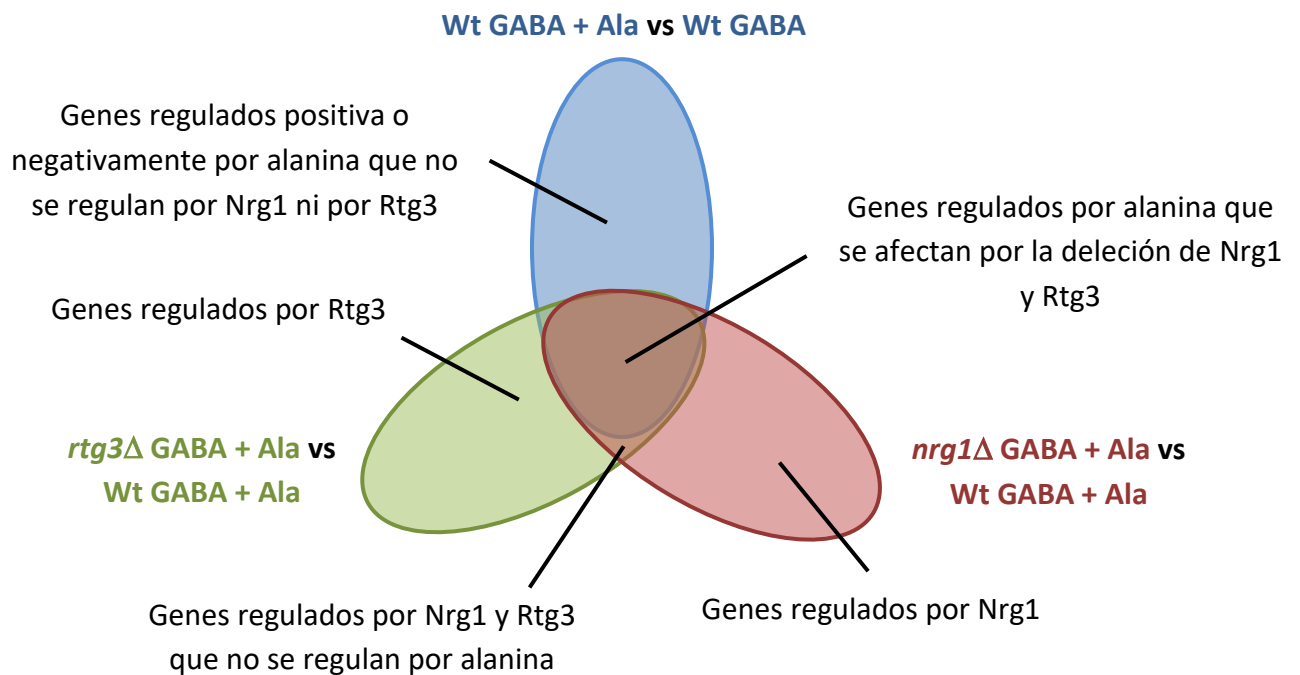 Wt GABA + Ala vs Wt GABA
Genes regulados positiva o
negativamente por alanina que no
se regulan por Nrg1 ni por Rtg3
Genes regulados por alanina que
se afectan por la deleción de Nrg1
y Rtg3
Genes regulados por Rtg3
rtg3Δ GABA + Ala vs
Wt GABA + Ala
nrg1Δ GABA + Ala vs
Wt GABA + Ala
Genes regulados por Nrg1 y Rtg3
que no se regulan por alanina
Genes regulados por Nrg1